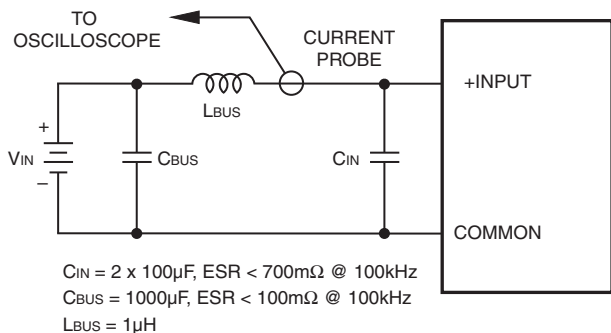 TO
OSCILLOSCOPE
CURRENT
PROBE
+INPUT
LBUS
+
VIN
–
CBUS
CIN
COMMON
CIN = 2 x 100µF, ESR < 700mΩ @ 100kHz
CBUS = 1000µF, ESR < 100mΩ @ 100kHz
LBUS = 1µH